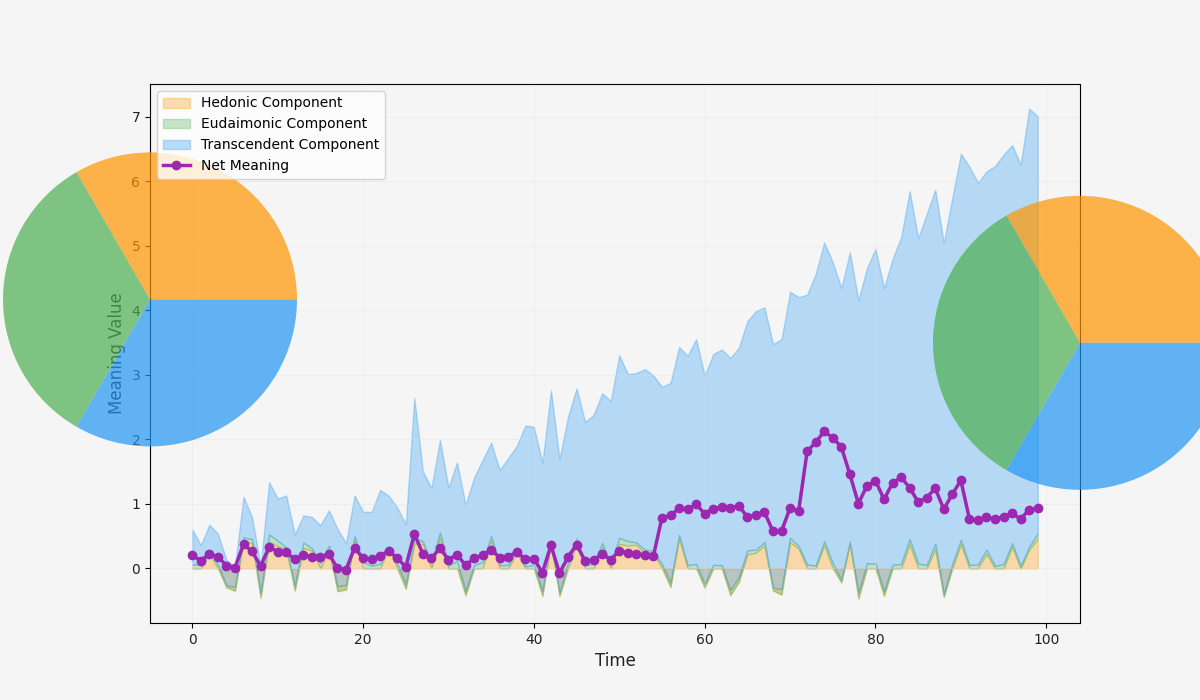 Hedonic Component
Eudaimonic Component
Transcendent Component
Net Meaning
7
6
5
4
3
2
1
0
Meaning Value
0 20 40 60 80 100
Time